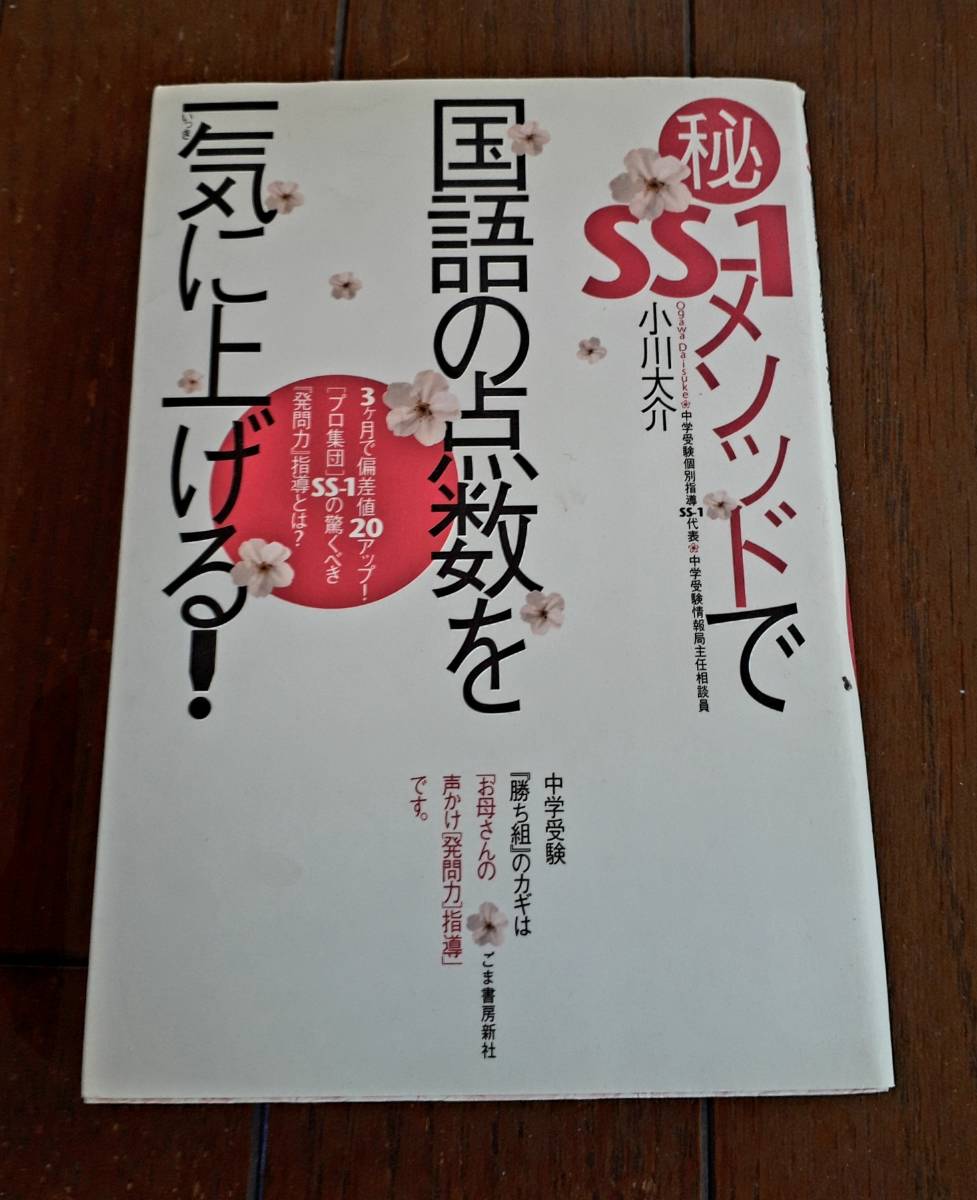 秘
SS-1
メソッドで
Ogawa Daisuke
中学受験個別指導SS-1代表
中学受験情報局主任相談員
小川大介
国語の点数を
3ヶ月で偏差値20アップ!
[プロ集団]SS-1の驚くべき
『発問力』指導とは?
一気に上げる!
いっき
中学受験
『勝ち組』のカギは
「お母さんの
声かけ[発問力]指導」
です。
ごま書房新社